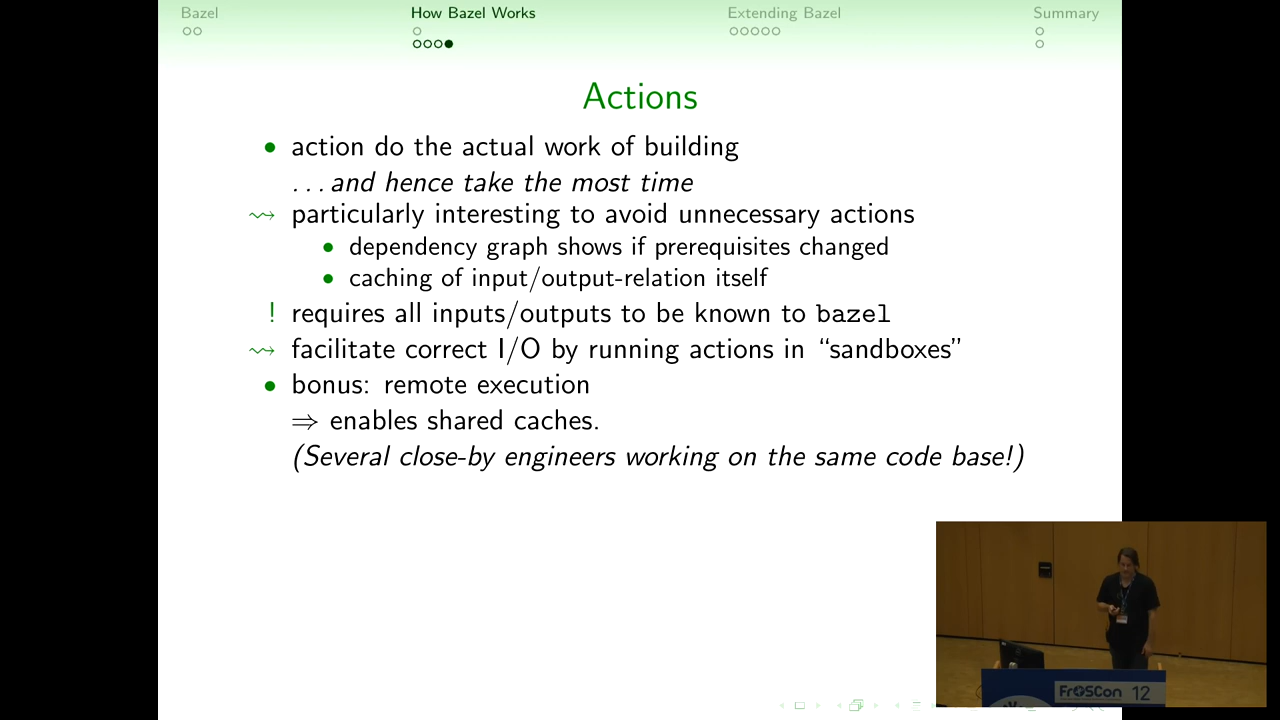 Bazel
How Bazel Works
Extending Bazel
Summary
Actions
• action do the actual work of building
...and hence take the most time
⇝ particularly interesting to avoid unnecessary actions
• dependency graph shows if prerequisites changed
• caching of input/output-relation itself
! requires all inputs/outputs to be known to bazel
⇝ facilitate correct I/O by running actions in “sandboxes”
• bonus: remote execution
⇒ enables shared caches.
(Several close-by engineers working on the same code base!)
FrOSCon 12